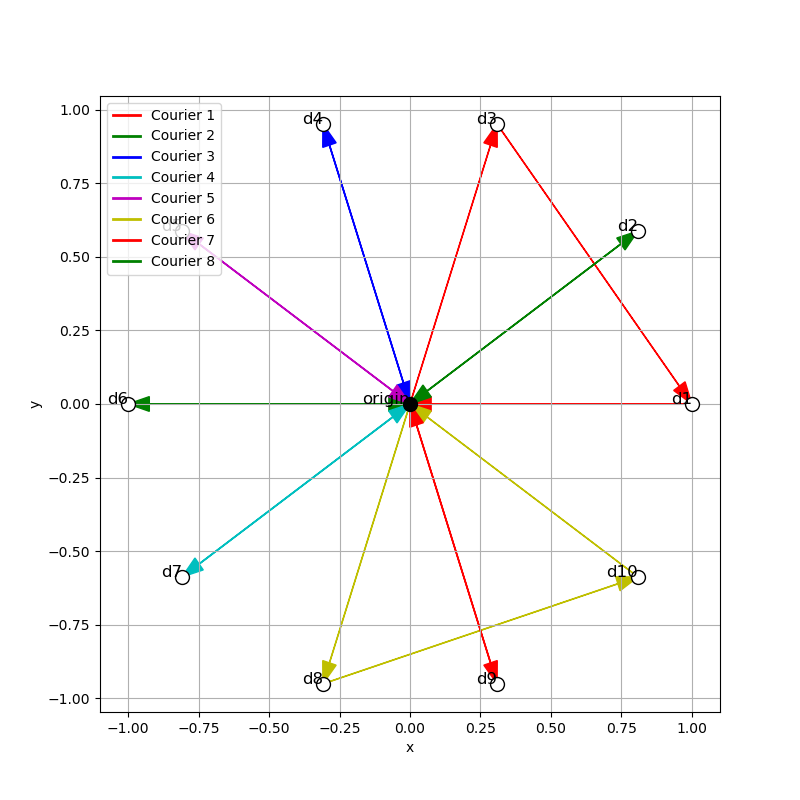 Courier 1
Courier 2
Courier 3
Courier 4
Courier 5
Courier 6
Courier 7
Courier 8
d4
d3
d5
d2
origin
d6
d1
d7
d10
d8
d9
1.00
0.75
0.50
0.25
0.00
−0.25
−0.50
−0.75
−1.00
y
−1.00
−0.75
−0.50
−0.25
0.00
0.25
0.50
0.75
1.00
x